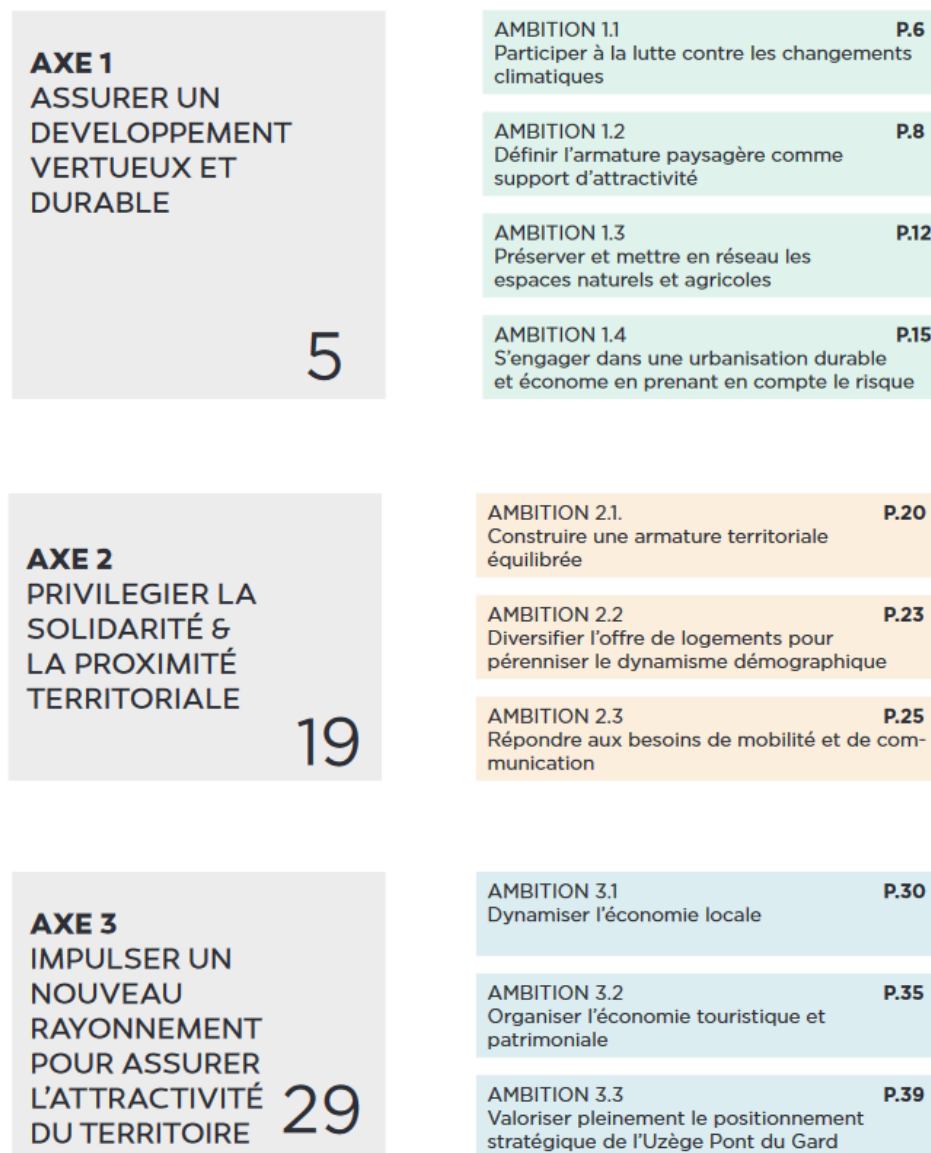 AXE 1
ASSURER UN
DEVELOPPEMENT
VERTUEUX ET
DURABLE
5
AMBITION 1.1 P.6
Participer à la lutte contre les changements
climatiques
AMBITION 1.2 P.8
Définir l'armature paysagère comme
support d'attractivité
AMBITION 1.3 P.12
Préserver et mettre en réseau les
espaces naturels et agricoles
AMBITION 1.4 P.15
S'engager dans une urbanisation durable
et économe en prenant en compte le risque
AXE 2
PRIVILEGIER LA
SOLIDARITÉ &
LA PROXIMITÉ
TERRITORIALE
19
AMBITION 2.1. P.20
Construire une armature territoriale
équilibrée
AMBITION 2.2 P.23
Diversifier l'offre de logements pour
pérenniser le dynamisme démographique
AMBITION 2.3 P.25
Répondre aux besoins de mobilité et de com-
munication
AXE 3
IMPULSER UN
NOUVEAU
RAYONNEMENT
POUR ASSURER
L'ATTRACTIVITÉ
DU TERRITOIRE
29
AMBITION 3.1 P.30
Dynamiser l'économie locale
AMBITION 3.2 P.35
Organiser l'économie touristique et
patrimoniale
AMBITION 3.3 P.39
Valoriser pleinement le positionnement
stratégique de l'Uzège Pont du Gard